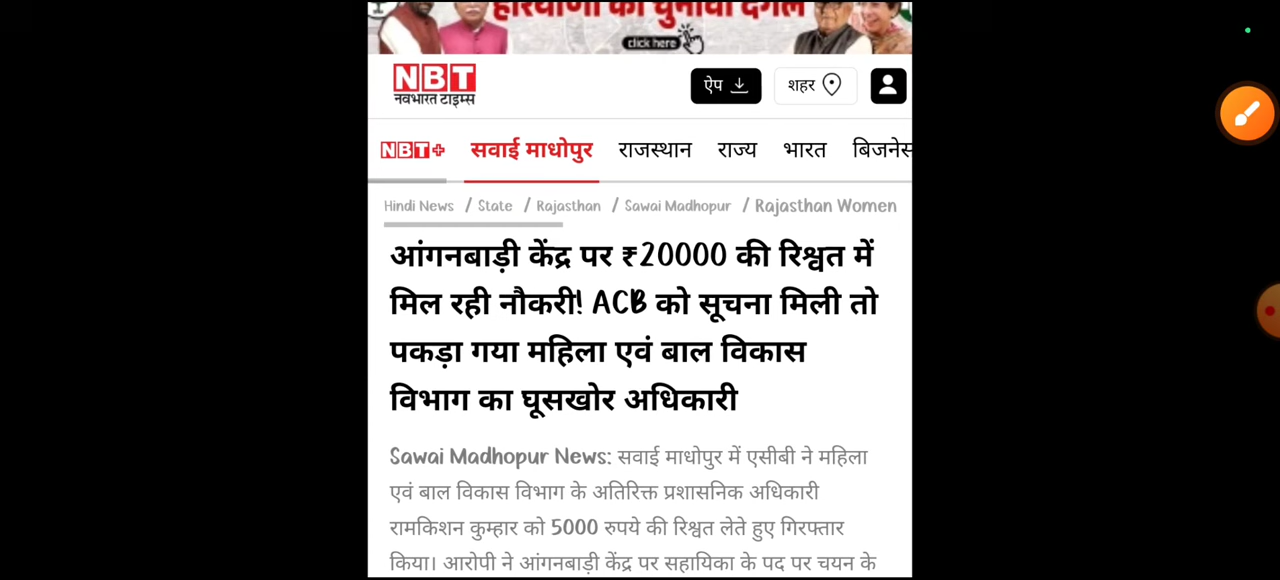 हरियाणा का चुनावी दंगल
click here
NBT
नवभारत टाइम्स
ऐप
शहर
NBT+ सवाई माधोपुर राजस्थान राज्य भारत बिजनेस
Hindi News / State / Rajasthan / Sawai Madhopur / Rajasthan Women
आंगनबाड़ी केंद्र पर ₹20000 की रिश्वत में
मिल रही नौकरी! ACB को सूचना मिली तो
पकड़ा गया महिला एवं बाल विकास
विभाग का घूसखोर अधिकारी
Sawai Madhopur News: सवाई माधोपुर में एसीबी ने महिला
एवं बाल विकास विभाग के अतिरिक्त प्रशासनिक अधिकारी
रामकिशन कुम्हार को 5000 रुपये की रिश्वत लेते हुए गिरफ्तार
किया। आरोपी ने आंगनबाड़ी केंद्र पर सहायिका के पद पर चयन के